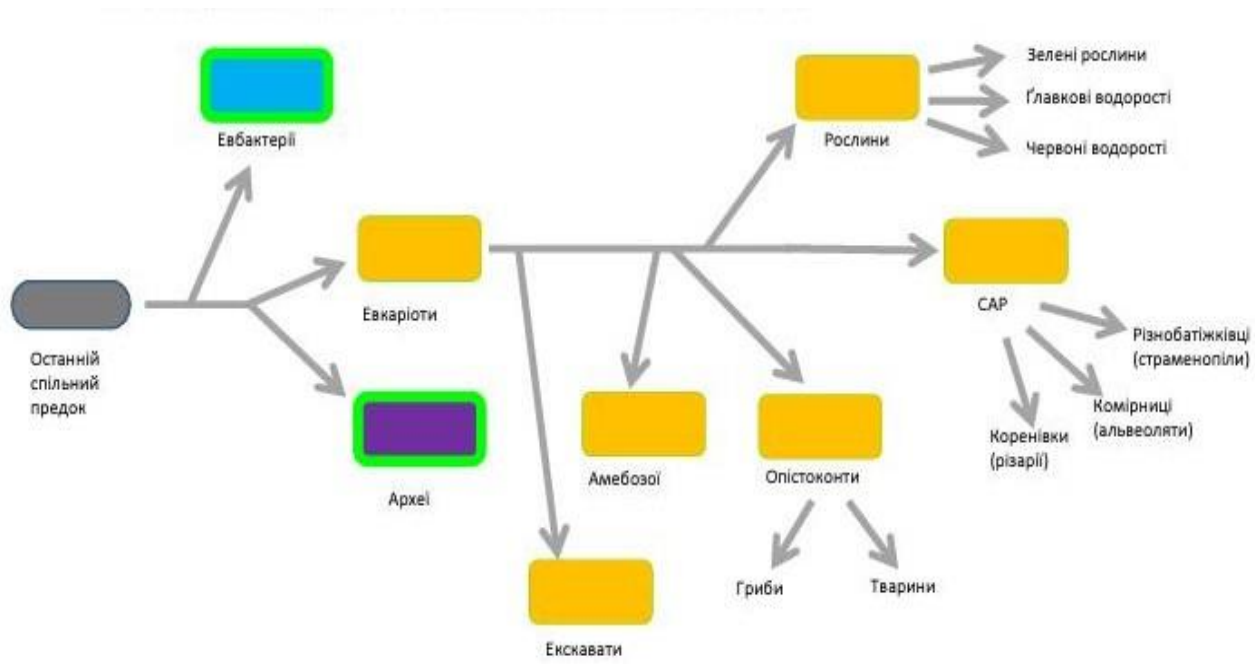 Евбактерії
Рослини
Зелені рослини
Ґлавкові водорості
Червоні водорості
Останній
спільний
предок
Евкаріоти
Археї
САР
Різнобатіжківці
(страменопіли)
Комірниці
(альвеоляти)
Коренівки
(різарії)
Амебозої
Опістоконти
Гриби
Тварини
Екскавати